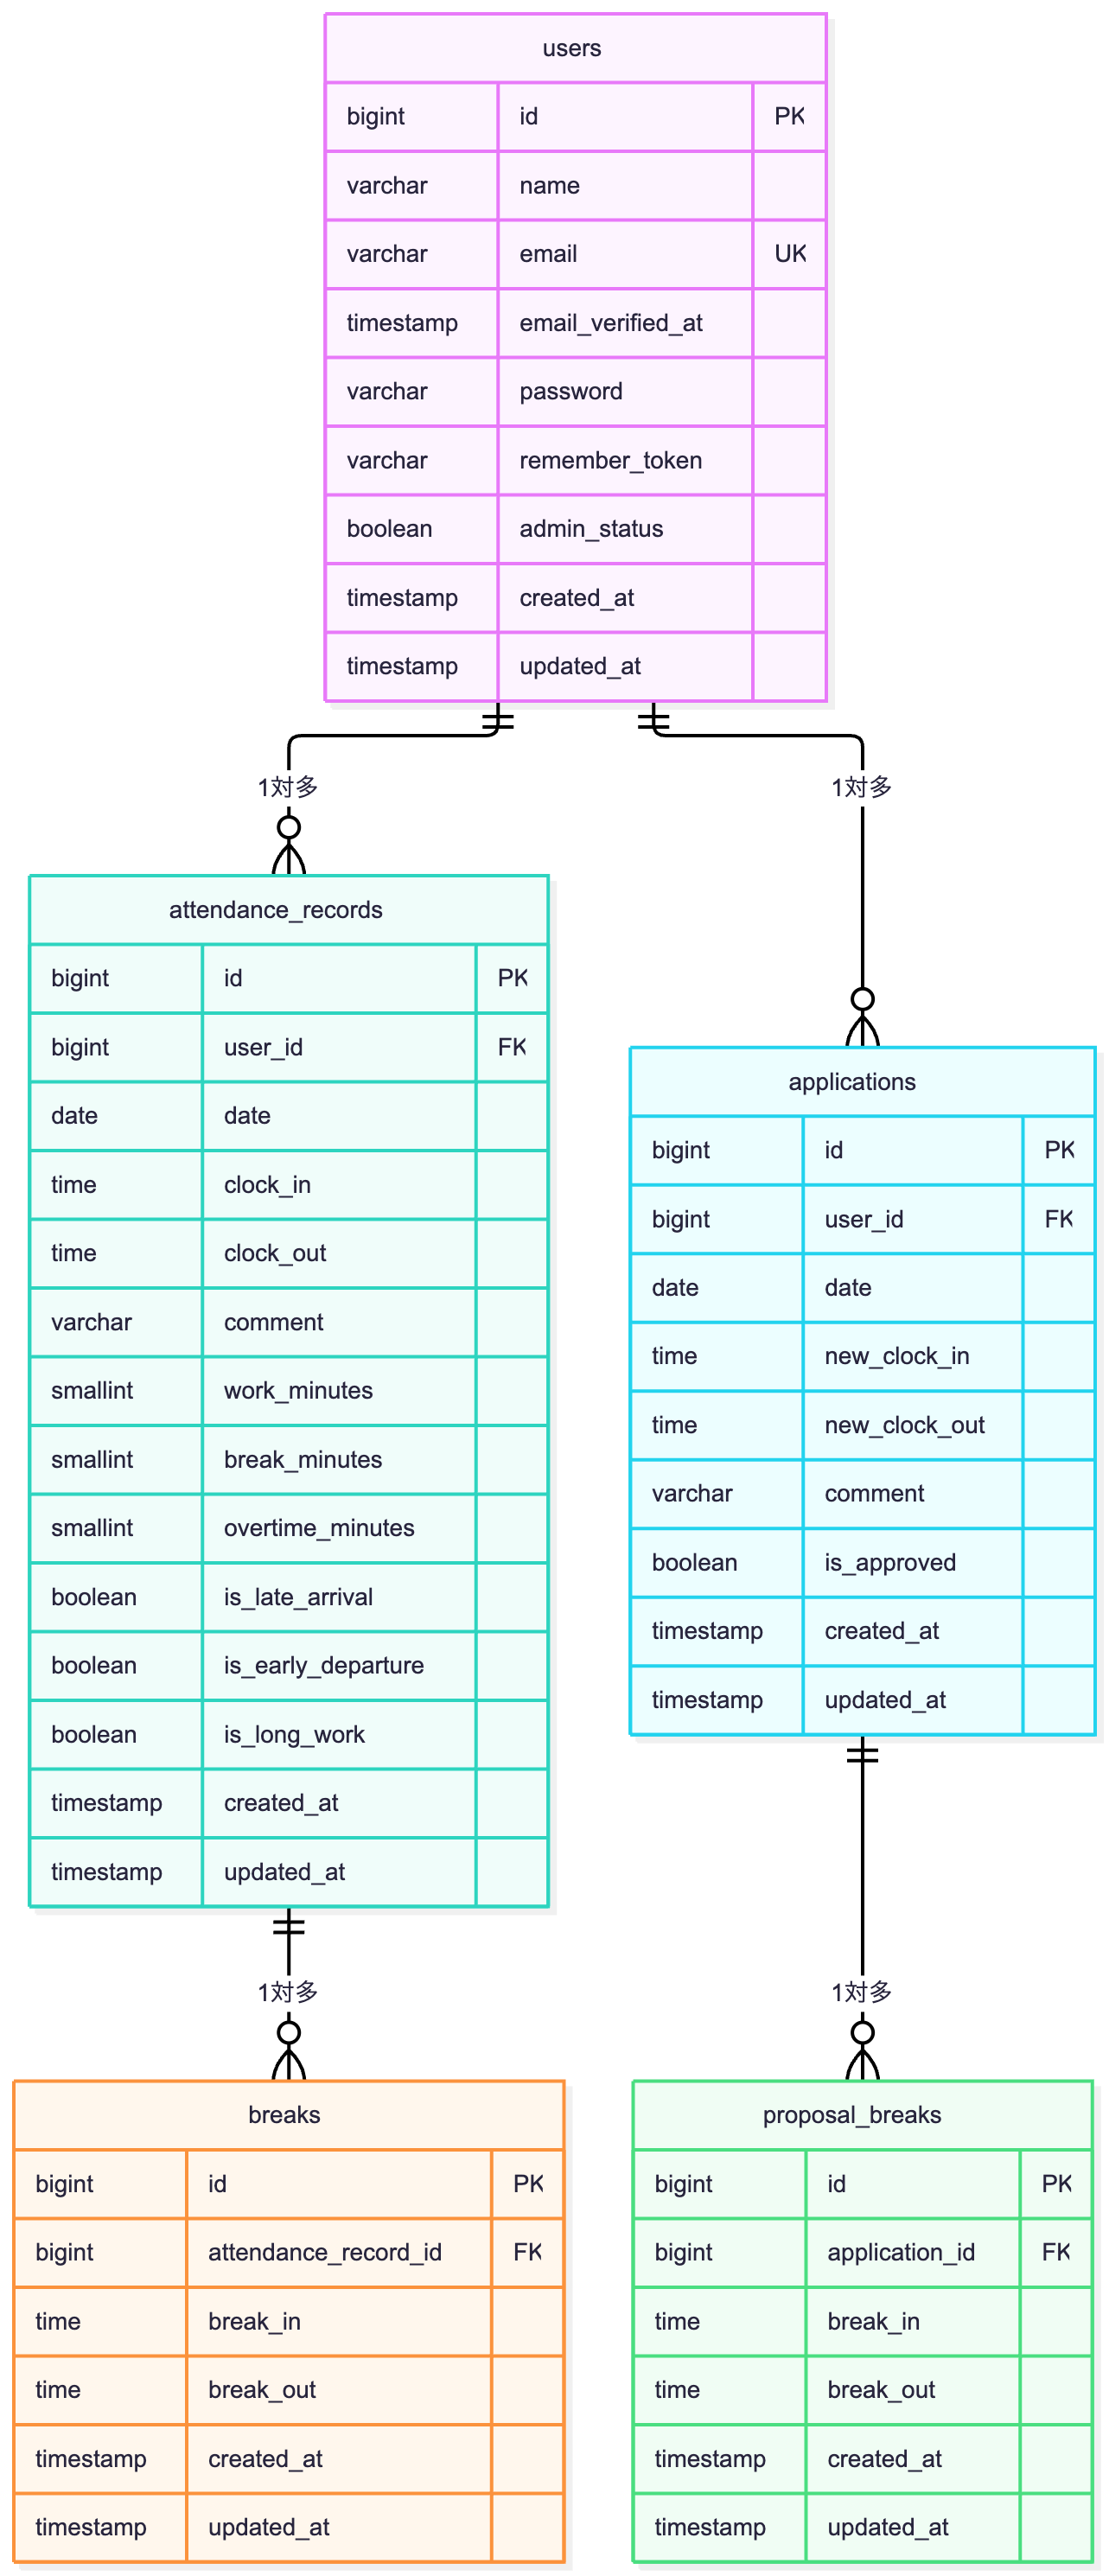 users
bigint id PK
varchar name
varchar email UK
timestamp email_verified_at
varchar password
varchar remember_token
boolean admin_status
timestamp created_at
timestamp updated_at
1対多
1対多
attendance_records
bigint id PK
bigint user_id FK
date date
time clock_in
time clock_out
varchar comment
smallint work_minutes
smallint break_minutes
smallint overtime_minutes
boolean is_late_arrival
boolean is_early_departure
boolean is_long_work
timestamp created_at
timestamp updated_at
applications
bigint id PK
bigint user_id FK
date date
time new_clock_in
time new_clock_out
varchar comment
boolean is_approved
timestamp created_at
timestamp updated_at
1対多
1対多
breaks
bigint id PK
bigint attendance_record_id FK
time break_in
time break_out
timestamp created_at
timestamp updated_at
proposal_breaks
bigint id PK
bigint application_id FK
time break_in
time break_out
timestamp created_at
timestamp updated_at